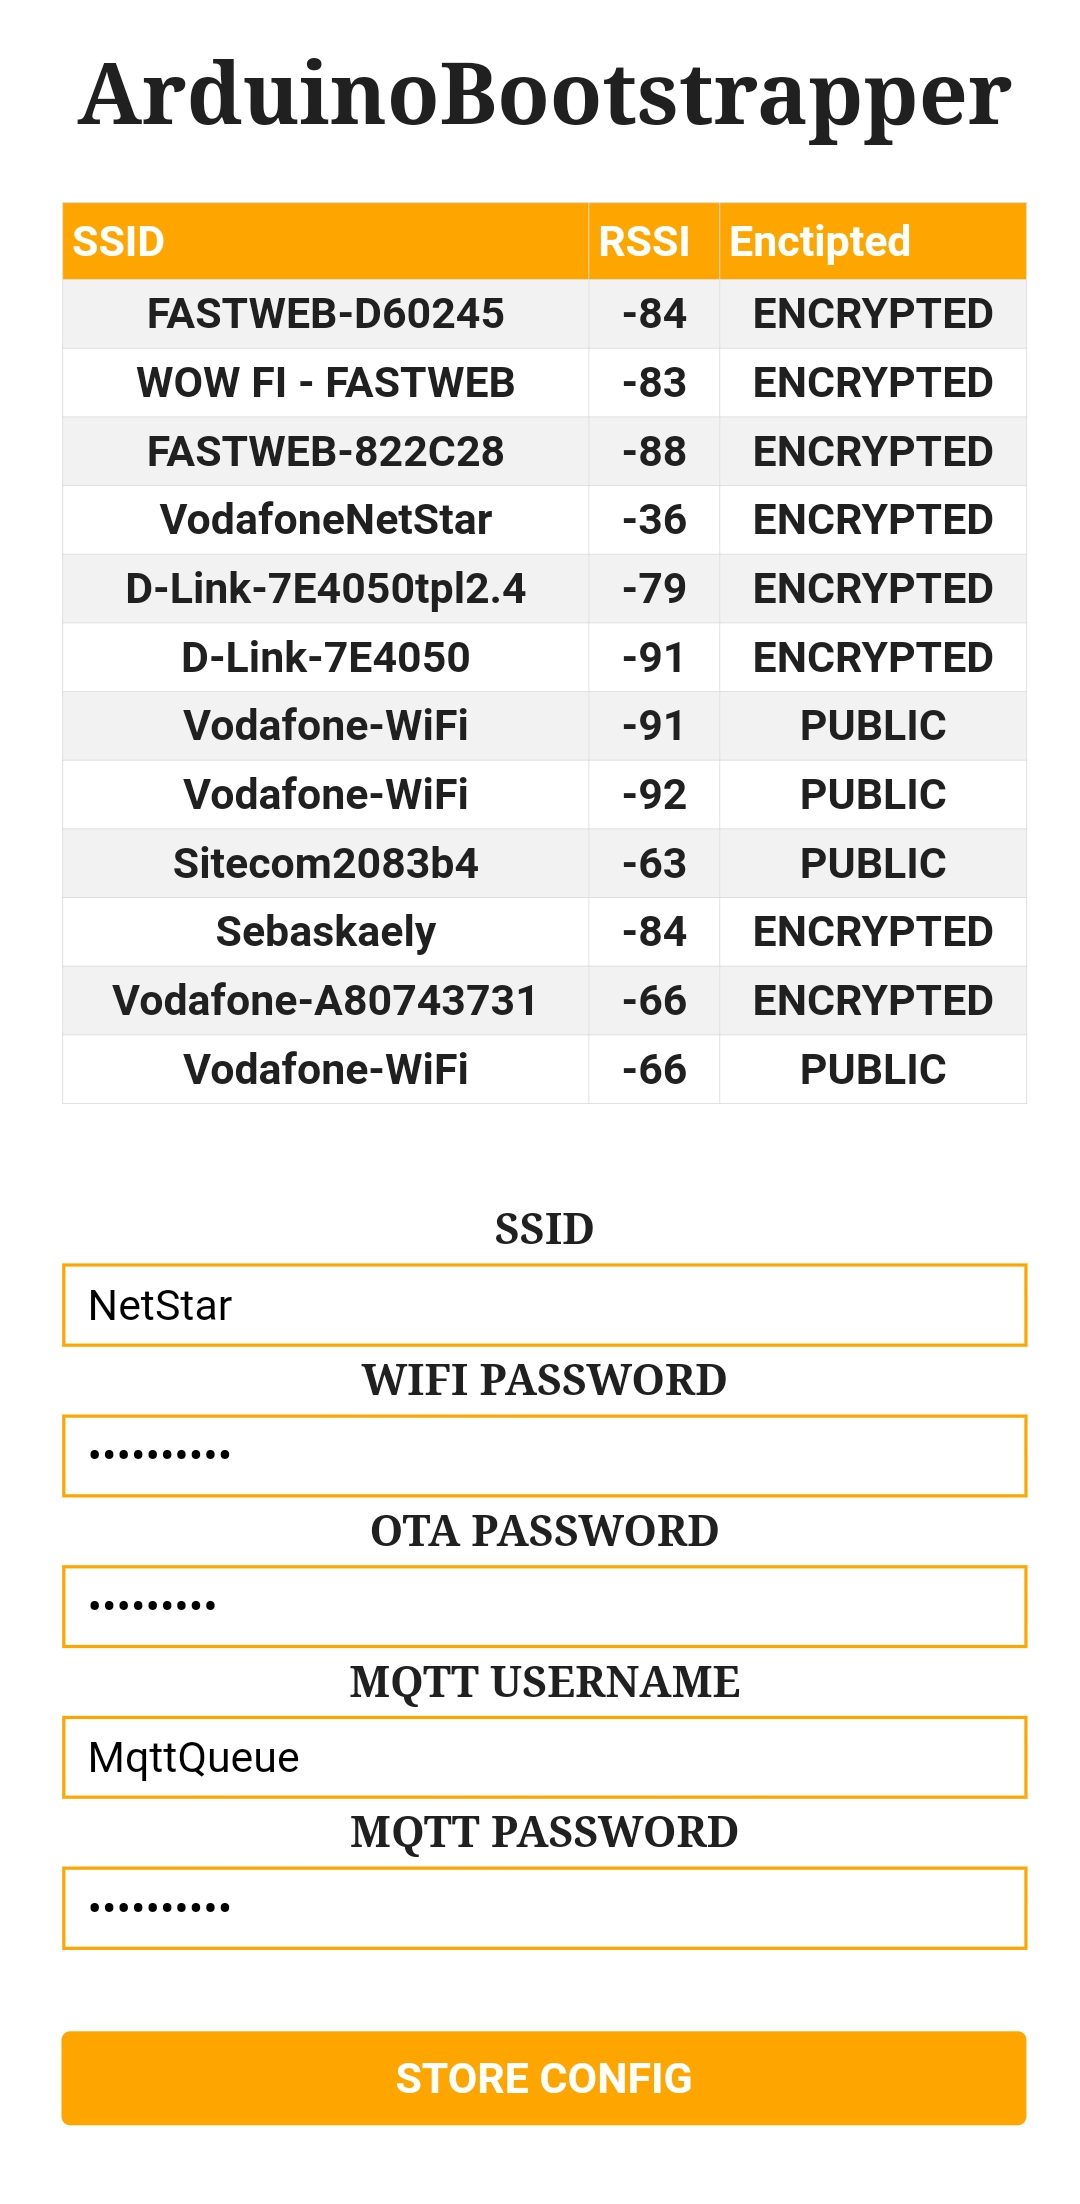 ArduinoBootstrapper
SSID RSSI Enctipted
FASTWEB-D60245 -84 ENCRYPTED
WOW FI - FASTWEB -83 ENCRYPTED
FASTWEB-822C28 -88 ENCRYPTED
VodafoneNetStar -36 ENCRYPTED
D-Link-7E4050tpl2.4 -79 ENCRYPTED
D-Link-7E4050 -91 ENCRYPTED
Vodafone-WiFi -91 PUBLIC
Vodafone-WiFi -92 PUBLIC
Sitecom2083b4 -63 PUBLIC
Sebaskaely -84 ENCRYPTED
Vodafone-A80743731 -66 ENCRYPTED
Vodafone-WiFi -66 PUBLIC
SSID
NetStar
WIFI PASSWORD
••••••••••
OTA PASSWORD
•••••••••
MQTT USERNAME
MqttQueue
MQTT PASSWORD
••••••••••
STORE CONFIG